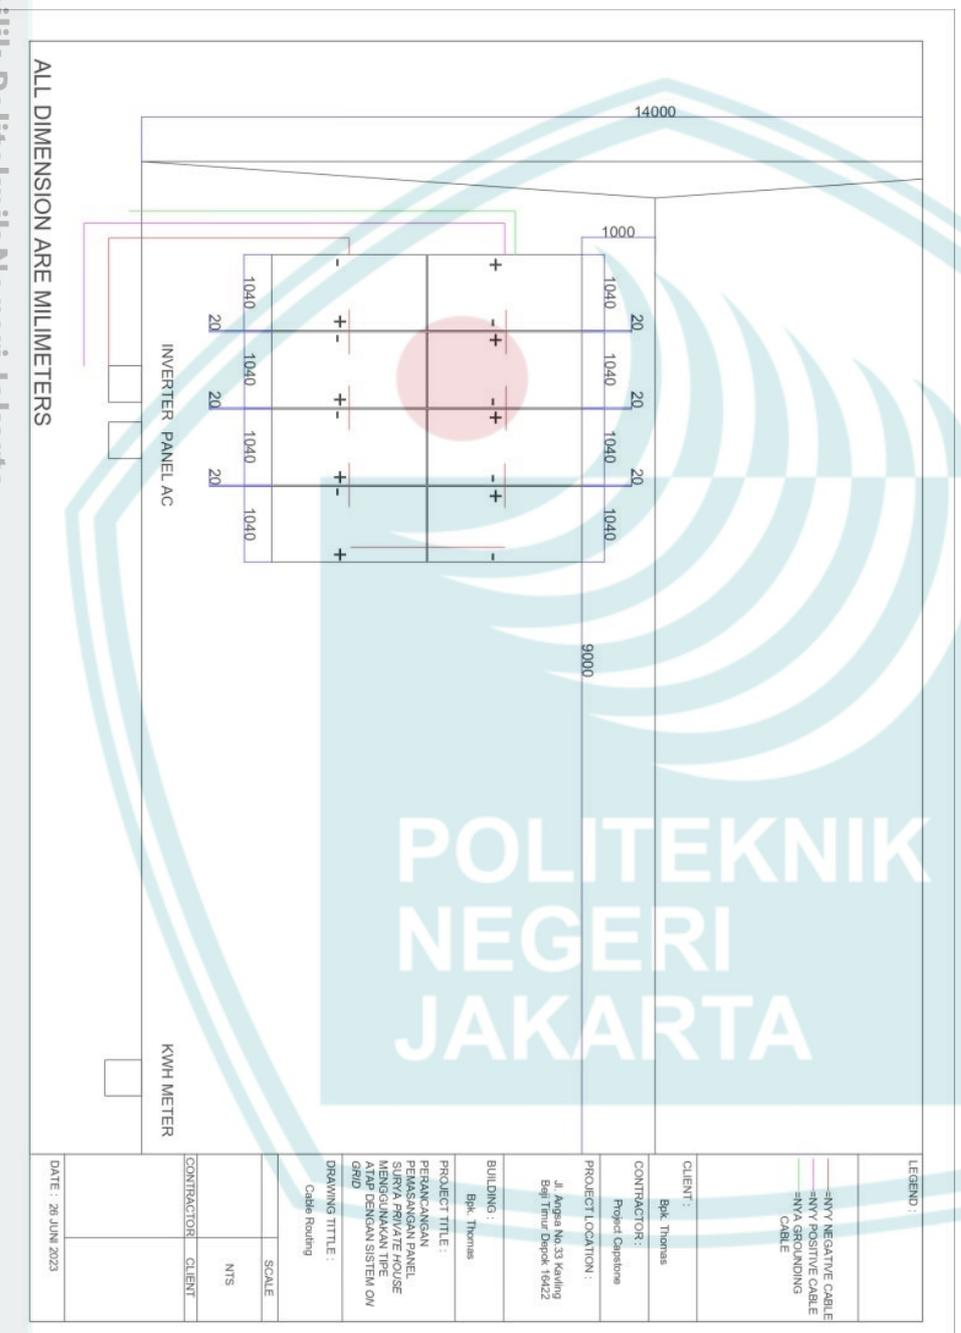 14000
9000
1000
20 20 20
1040 1040 1040 1040
+ - + - + - + -
- + - + - + - +
1040 1040 1040 1040
20 20 20
INVERTER PANEL AC
KWH METER
ALL DIMENSION ARE MILIMETERS
LEGEND :
=NYY NEGATIVE CABLE
=NYY POSITIVE CABLE
=NYA GROUNDING
CABLE
CLIENT :
Bpk. Thomas
CONTRACTOR :
Project Capstone
PROJECT LOCATION :
Jl. Angsa No.33 Kavling
Beji Timur Depok 16422
BUILDING :
Bpk. Thomas
PROJECT TITLE :
PERANCANGAN
PEMASANGAN PANEL
SURYA PRIVATE HOUSE
MENGGUNAKAN TIPE
ATAP DENGAN SISTEM ON
GRID
DRAWING TITTLE :
Cable Routing
SCALE
NTS
CONTRACTOR CLIENT
DATE : 26 JUNI 2023
POLITEKNIK
NEGERI
JAKARTA